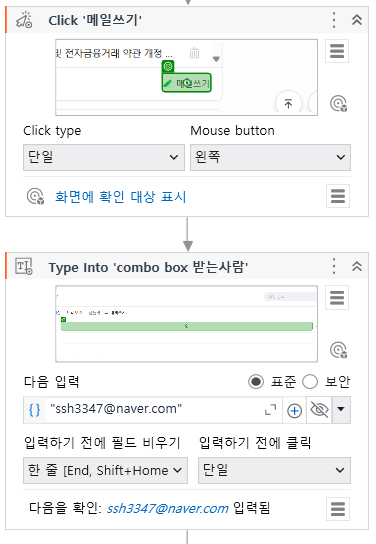 Click '메일쓰기'
및 전자금융거래 약관 개정 ...
메일쓰기
Click type
Mouse button
단일
왼쪽
화면에 확인 대상 표시
Type Into 'combo box 받는사람'
다음 입력
표준
보안
"ssh3347@naver.com"
입력하기 전에 필드 비우기
입력하기 전에 클릭
한 줄 [End, Shift+Home
단일
다음을 확인: ssh3347@naver.com 입력됨